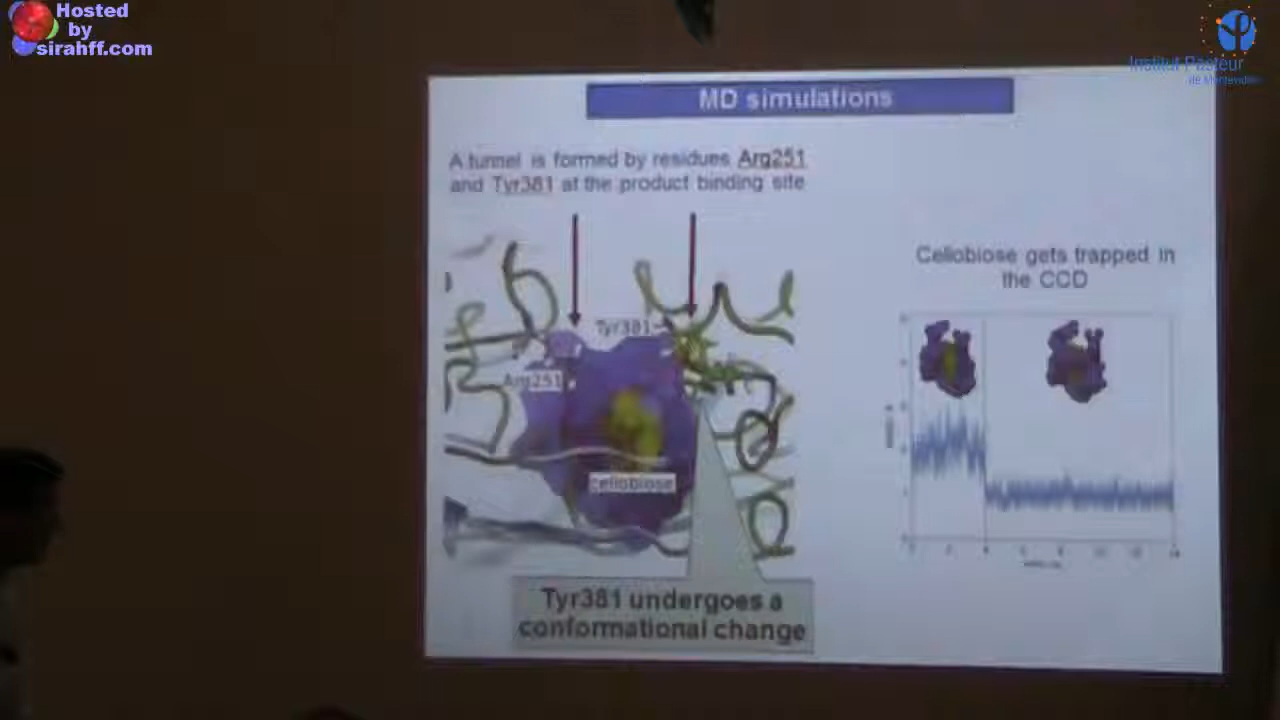 Hosted
by
sirahff.com
Institut Pasteur
de Montevideo
MD simulations
A tunnel is formed by residues Arg251
and Tyr381 at the product binding site
Tyr381
Arg251
cellobiose
Tyr381 undergoes a
conformational change
Cellobiose gets trapped in
the CCD